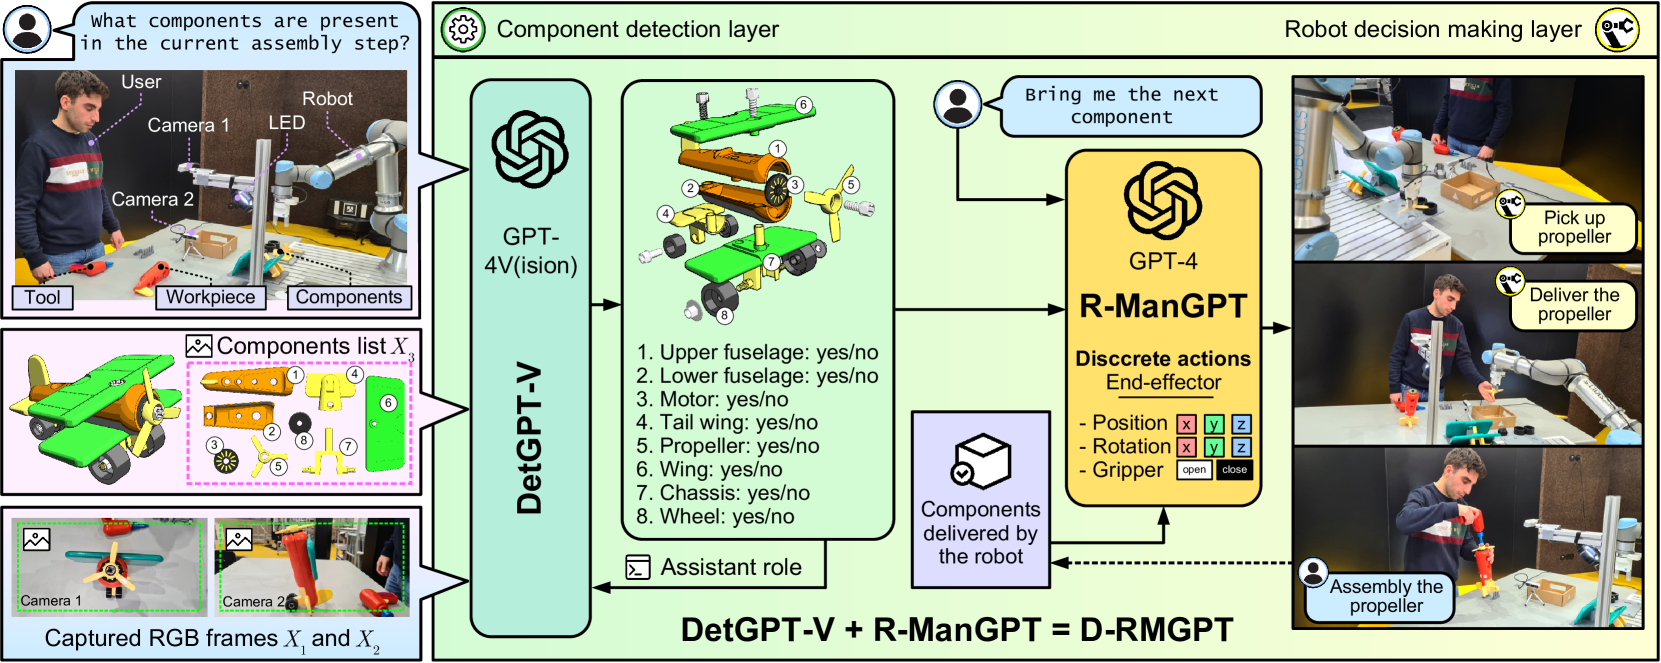 What components are present
in the current assembly step?
User
Camera 1
Robot
LED
Camera 2
Tool
Workpiece
Components
Components list X3
1
2
3
4
5
6
7
8
Camera 1
Camera 2
Captured RGB frames X1 and X2
Component detection layer
Robot decision making layer
GPT-
4V(ision)
DetGPT-V
6
1
2
3
5
4
7
8
1. Upper fuselage: yes/no
2. Lower fuselage: yes/no
3. Motor: yes/no
4. Tail wing: yes/no
5. Propeller: yes/no
6. Wing: yes/no
7. Chassis: yes/no
8. Wheel: yes/no
Assistant role
Bring me the next
component
GPT-4
R-ManGPT
Disccrete actions
End-effector
- Position x y z
- Rotation x y z
- Gripper open close
Components
delivered by
the robot
Pick up
propeller
Deliver the
propeller
Assembly the
propeller
DetGPT-V + R-ManGPT = D-RMGPT